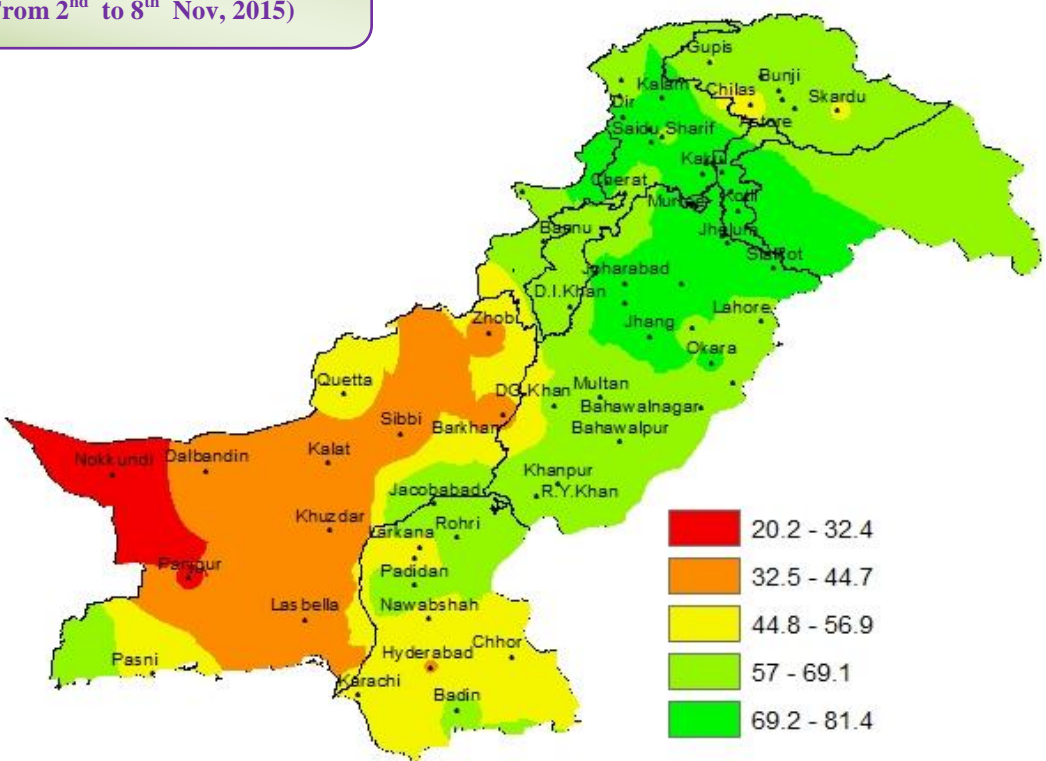 From 2nd to 8th Nov, 2015)
Gupis
Bunji
Kalam
Chilas
Skardu
Dir
Astore
Saidu Sharif
Cherat
Kotli
Bannu
Jhelum
Sialkot
Joharabad
D.I.Khan
Lahore
Zhob
Jhang
Okara
Quetta
DG.Khan
Multan
Bahawalnagar
Sibbi
Barkhan
Bahawalpur
Nokkundi
Dalbandin
Kalat
Khanpur
R.Y.Khan
Jacobabad
Khuzdar
Larkana
Rohri
20.2 - 32.4
Panjgur
Padidan
32.5 - 44.7
Lasbella
Nawabshah
44.8 - 56.9
Pasni
Hyderabad
Chhor
57 - 69.1
Karachi
Badin
69.2 - 81.4